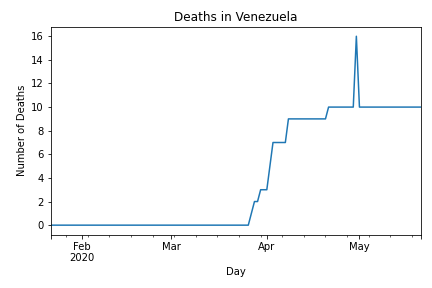 Deaths in Venezuela
Number of Deaths
16
14
12
10
8
6
4
2
0
Feb
2020
Mar
Apr
May
Day